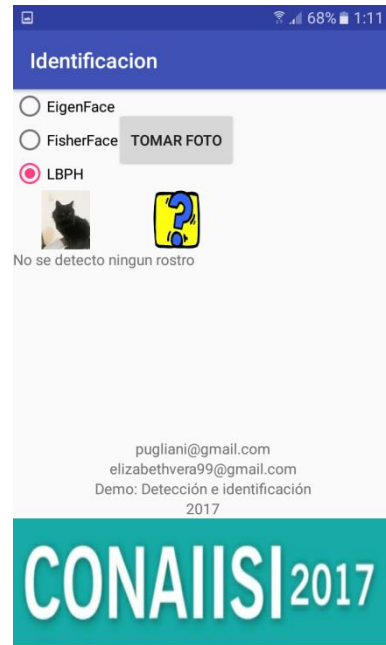 68% 1:11
Identificacion
EigenFace
FisherFace TOMAR FOTO
LBPH
?
No se detecto ningun rostro
pugliani@gmail.com
elizabethvera99@gmail.com
Demo: Detección e identificación
2017
CONAIISI 2017